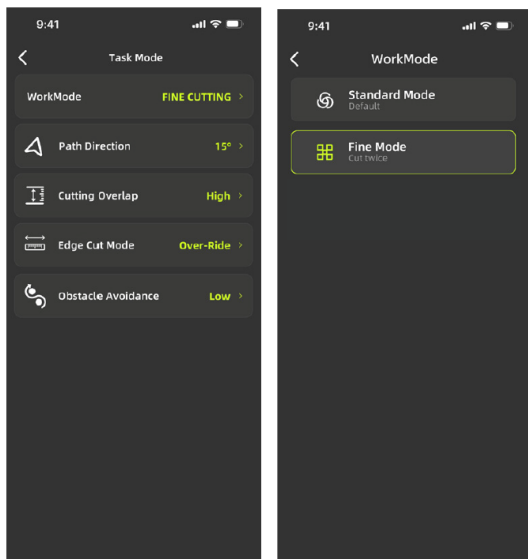 9:41
Task Mode
WorkMode FINE CUTTING >
Path Direction 15° >
Cutting Overlap High >
Edge Cut Mode Over-Ride >
Obstacle Avoidance Low >
9:41
WorkMode
Standard Mode
Default
Fine Mode
Cut twice